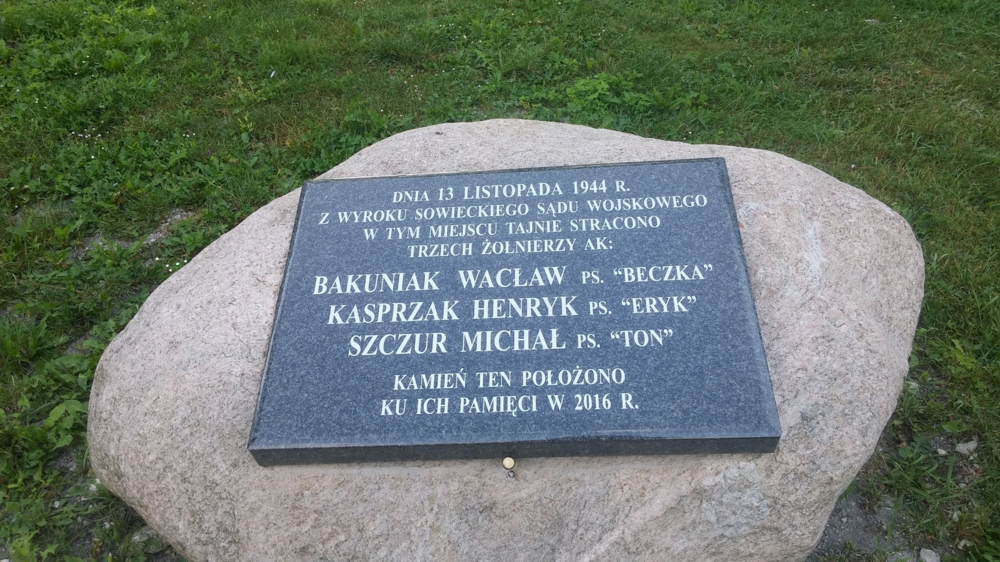 DNIA 13 LISTOPADA 1944 R.
Z WYROKU SOWIECKIEGO SĄDU WOJSKOWEGO
W TYM MIEJSCU TAJNIE STRACONO
TRZECH ŻOŁNIERZY AK:
BAKUNIAK WACŁAW PS. "BECZKA"
KASPRZAK HENRYK PS. "ERYK"
SZCZUR MICHAŁ PS. "TON"
KAMIEŃ TEN POŁOŻONO
KU ICH PAMIĘCI W 2016 R.